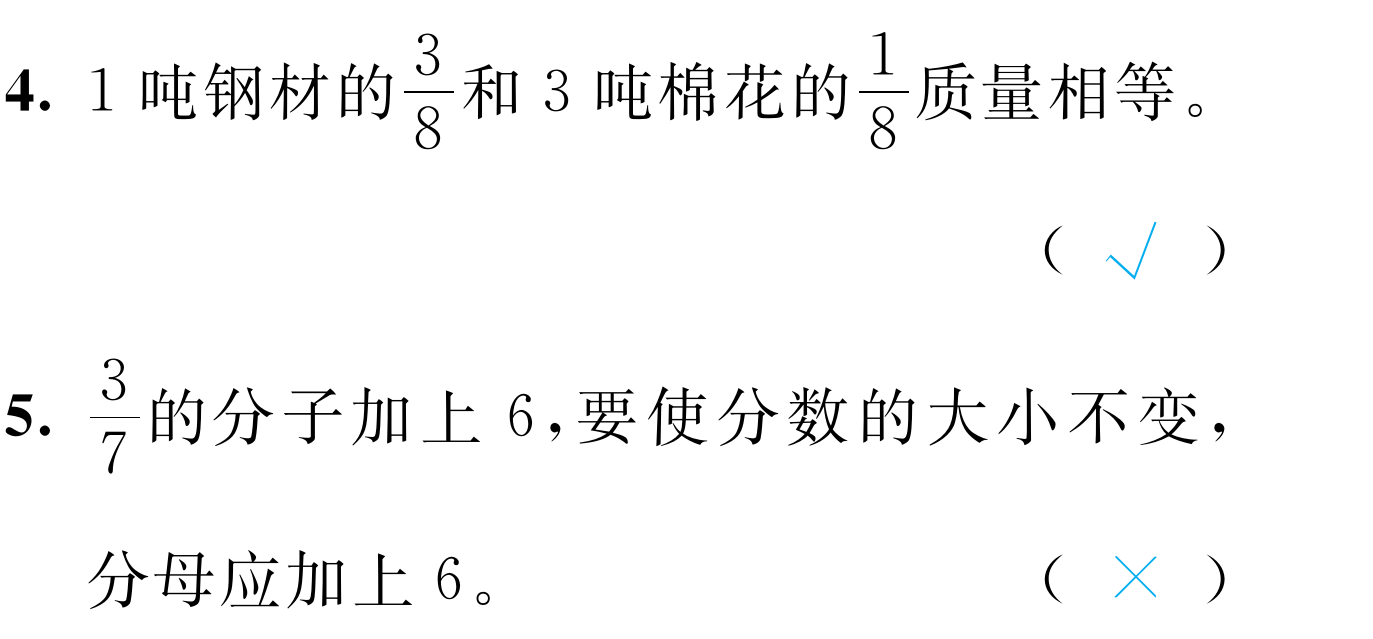 4. 1 吨钢材的3/8和 3 吨棉花的1/8质量相等。
( √ )
5. 3/7的分子加上 6,要使分数的大小不变,
分母应加上 6。 ( × )